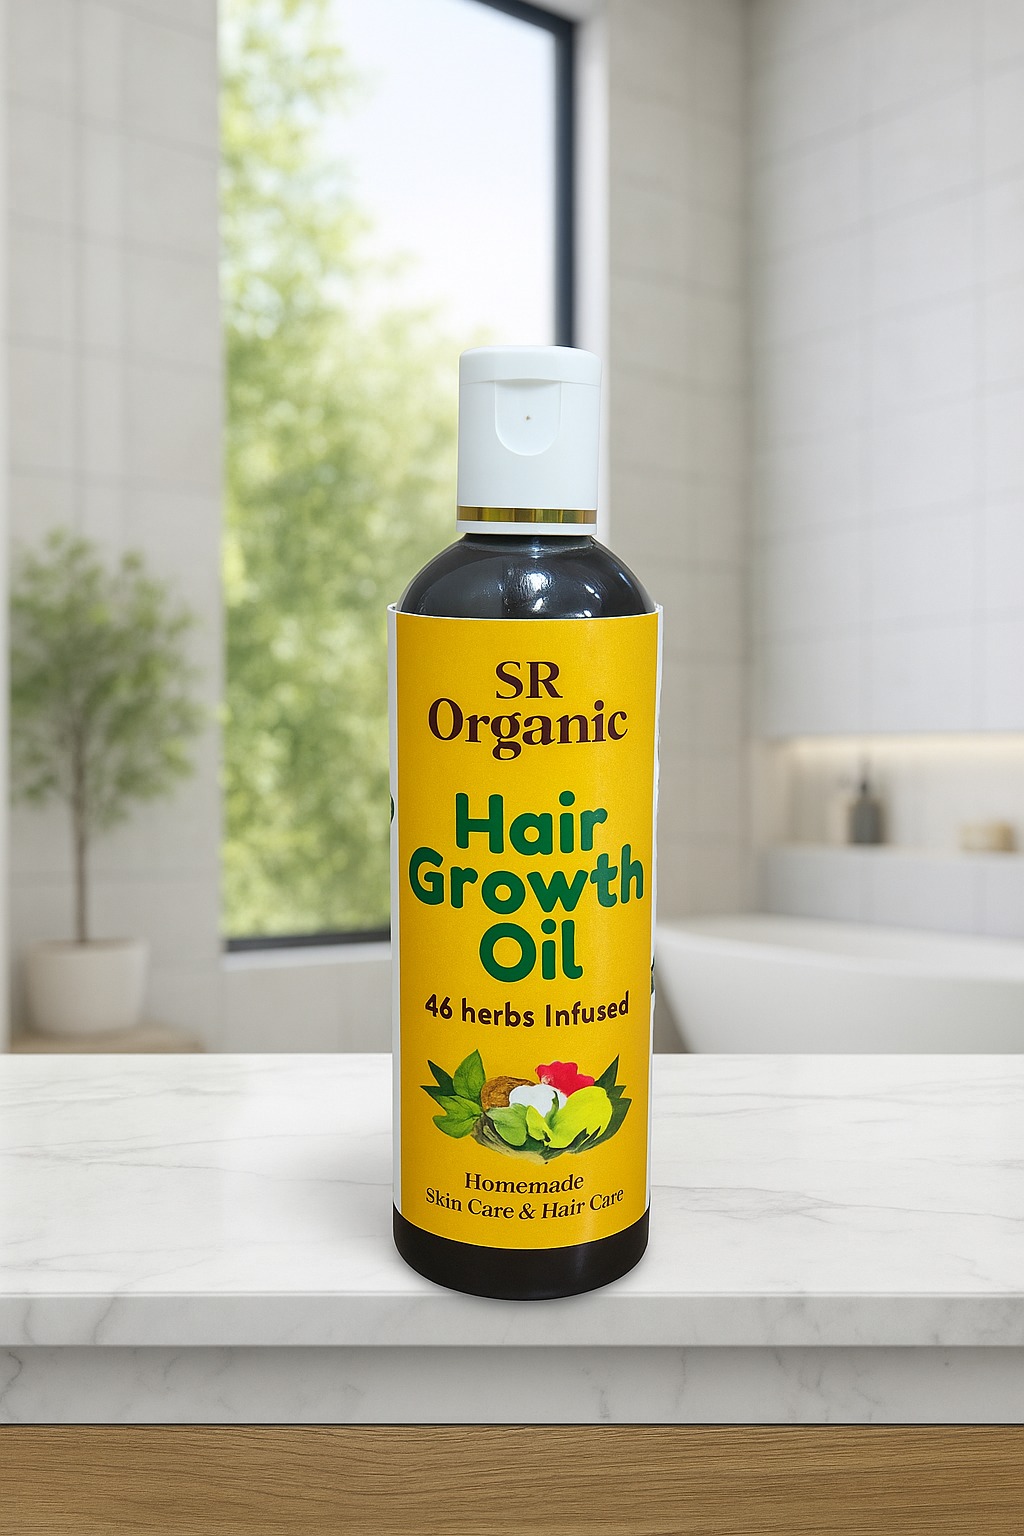 SR
Organic
Hair
Growth
Oil
46 herbs Infused
Homemade
Skin Care & Hair Care